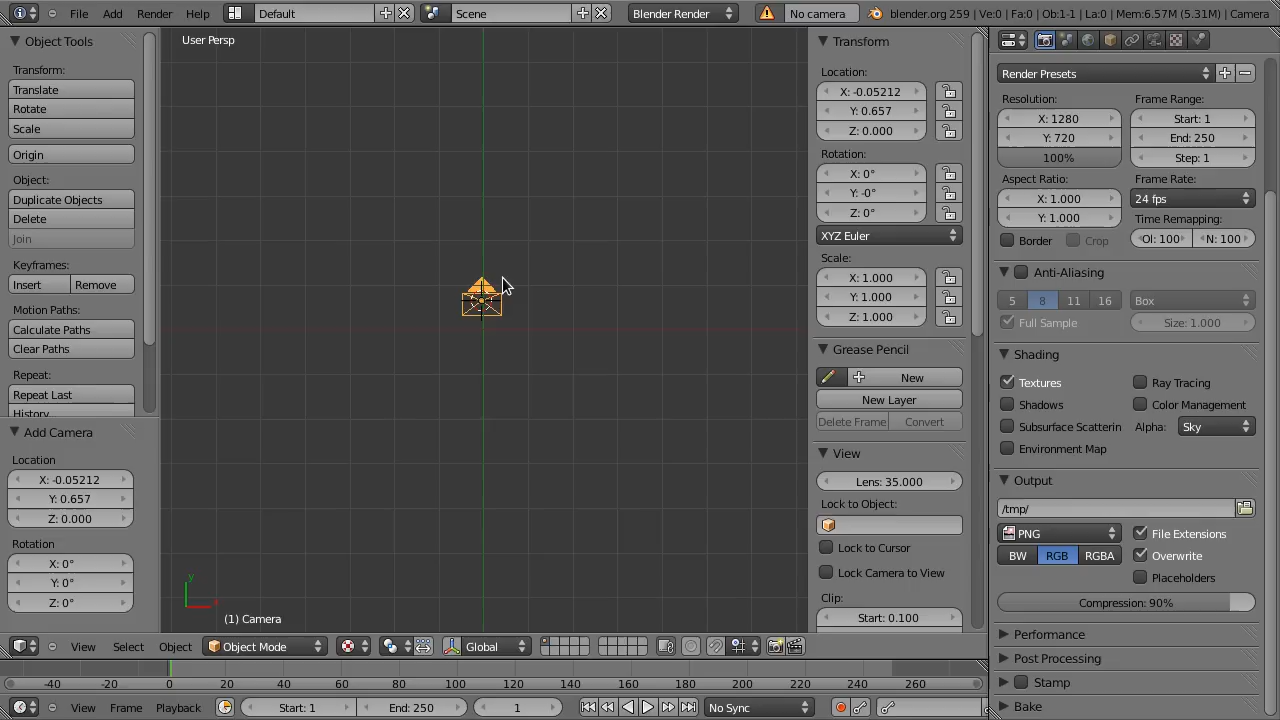 File Add Render Help Default Scene Blender Render No camera blender.org 259 | Ve:0 | Fa:0 | Ob:1-1 | La:0 | Mem:6.57M (5.31M) | Camera
Object Tools
Transform:
Translate
Rotate
Scale
Origin
Object:
Duplicate Objects
Delete
Join
Keyframes:
Insert Remove
Motion Paths:
Calculate Paths
Clear Paths
Repeat:
Repeat Last
History
Add Camera
Location
X: -0.05212
Y: 0.657
Z: 0.000
Rotation
X: 0°
Y: 0°
Z: 0°
User Persp
y
x
(1) Camera
Transform
Location:
X: -0.05212
Y: 0.657
Z: 0.000
Rotation:
X: 0°
Y: -0°
Z: 0°
XYZ Euler
Scale:
X: 1.000
Y: 1.000
Z: 1.000
Grease Pencil
New
New Layer
Delete Frame Convert
View
Lens: 35.000
Lock to Object:
Lock to Cursor
Lock Camera to View
Clip:
Start: 0.100
Render Presets
Resolution: Frame Range:
X: 1280 Start: 1
Y: 720 End: 250
100% Step: 1
Aspect Ratio: Frame Rate:
X: 1.000 24 fps
Y: 1.000 Time Remapping:
Border Crop Ol: 100 N: 100
Anti-Aliasing
5 8 11 16 Box
Full Sample Size: 1.000
Shading
Textures Ray Tracing
Shadows Color Management
Subsurface Scatterin Alpha: Sky
Environment Map
Output
/tmp/
PNG File Extensions
BW RGB RGBA Overwrite
Placeholders
Compression: 90%
Performance
Post Processing
Stamp
Bake
View Select Object Object Mode Global
-40 -20 0 20 40 60 80 100 120 140 160 180 200 220 240 260
View Frame Playback Start: 1 End: 250 1 No Sync